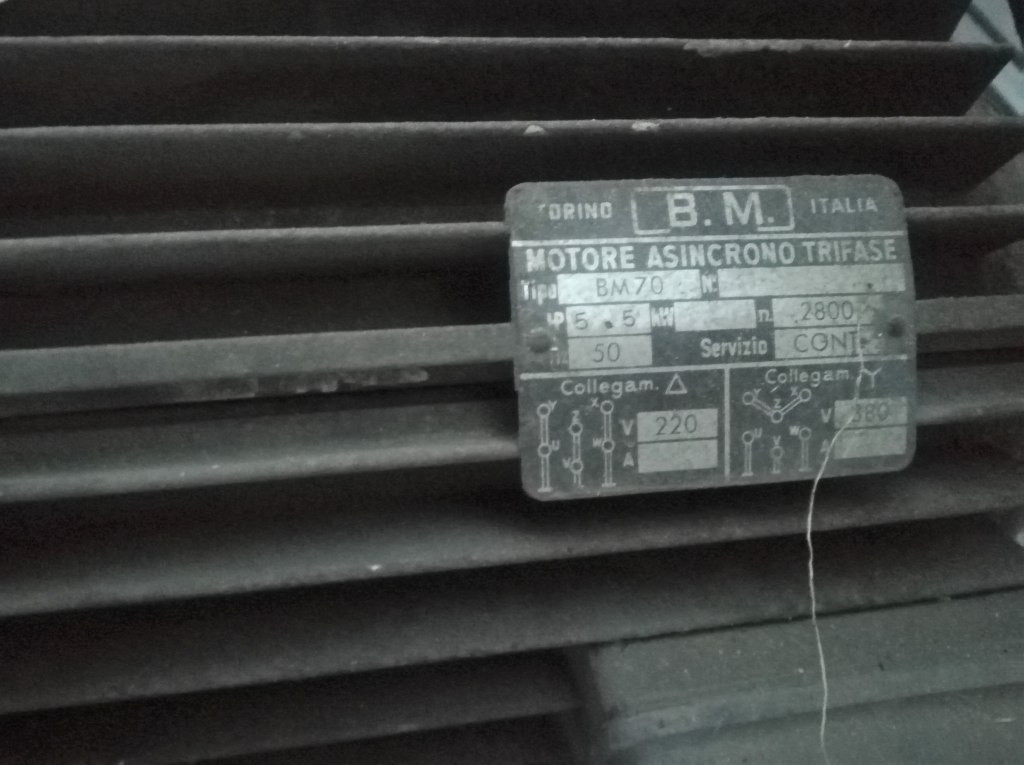 TORINO B.M. ITALIA
MOTORE ASINCRONO TRIFASE
Tipo BM70 N.
HP 5.5 kW n. 2800
Hz 50 Servizio CONT.
Collegam. Δ Collegam. Y
Y Z X Y Z X
U V W V 220 U V W V 380
A A